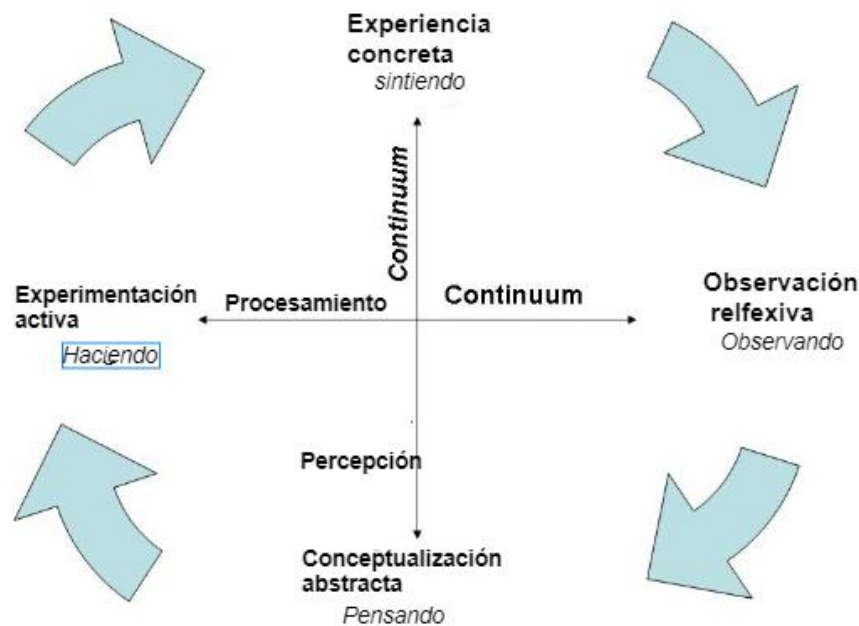 Experiencia
concreta
sintiendo
Continuum
Experimentación
activa
Haciendo
Procesamiento
Continuum
Observación
relfexiva
Observando
Percepción
Conceptualización
abstracta
Pensando